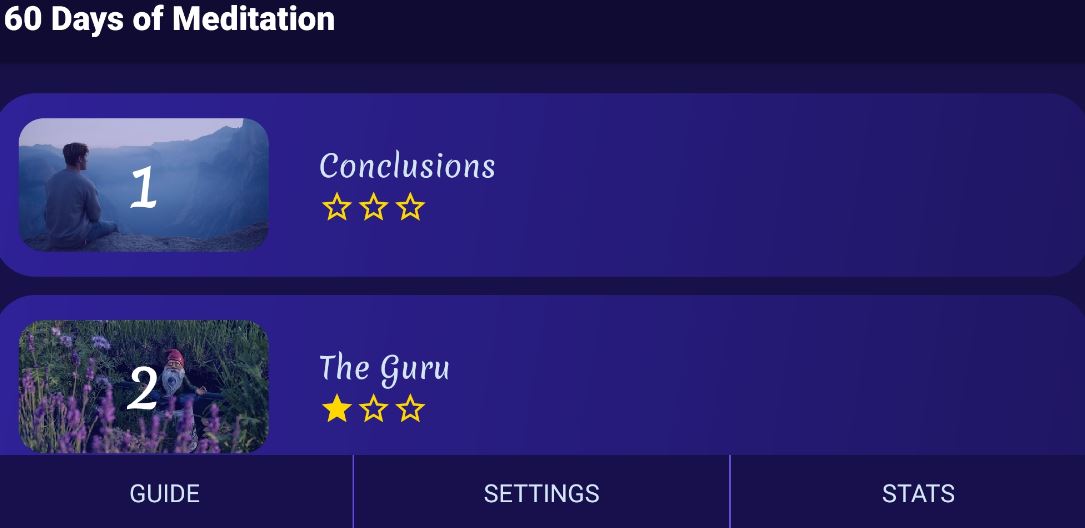 60 Days of Meditation
1
Conclusions
2
The Guru
GUIDE
SETTINGS
STATS